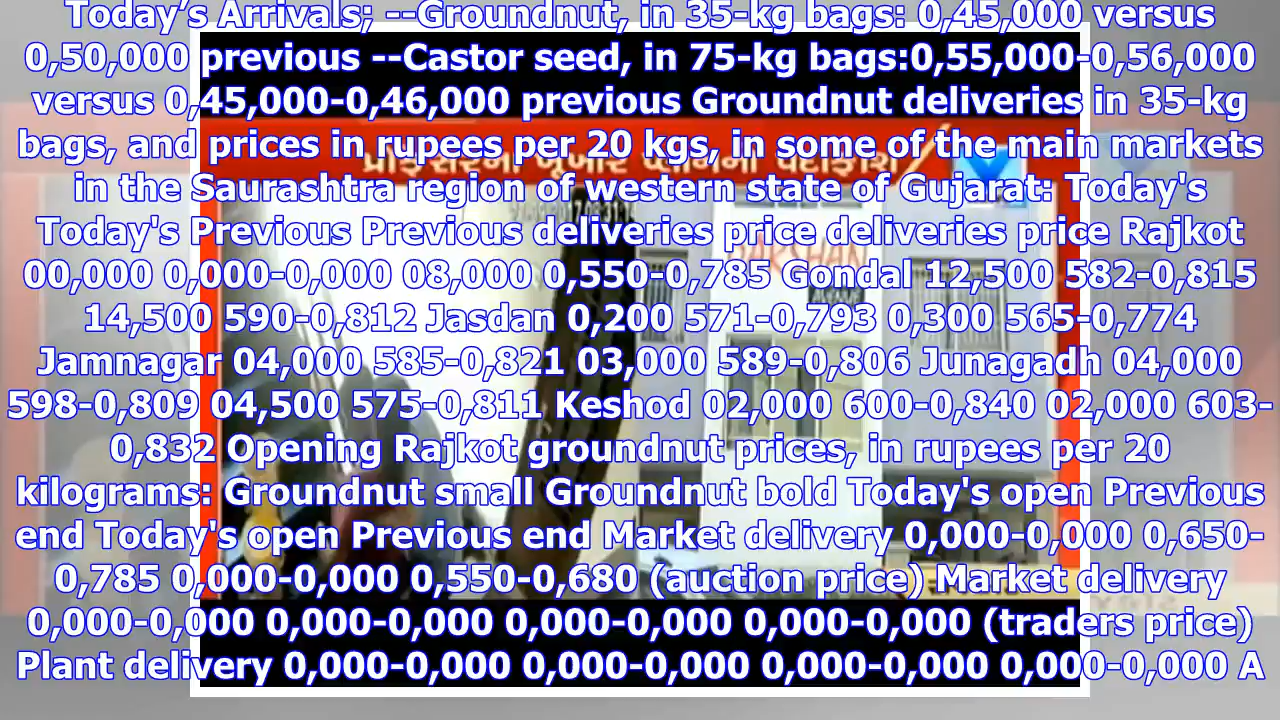 Today’s Arrivals; --Groundnut, in 35-kg bags: 0,45,000 versus
0,50,000 previous --Castor seed, in 75-kg bags:0,55,000-0,56,000
versus 0,45,000-0,46,000 previous Groundnut deliveries in 35-kg
bags, and prices in rupees per 20 kgs, in some of the main markets
in the Saurashtra region of western state of Gujarat: Today's
Today's Previous Previous deliveries price deliveries price Rajkot
00,000 0,000-0,000 08,000 0,550-0,785 Gondal 12,500 582-0,815
14,500 590-0,812 Jasdan 0,200 571-0,793 0,300 565-0,774
Jamnagar 04,000 585-0,821 03,000 589-0,806 Junagadh 04,000
598-0,809 04,500 575-0,811 Keshod 02,000 600-0,840 02,000 603-
0,832 Opening Rajkot groundnut prices, in rupees per 20
kilograms: Groundnut small Groundnut bold Today's open Previous
end Today's open Previous end Market delivery 0,000-0,000 0,650-
0,785 0,000-0,000 0,550-0,680 (auction price) Market delivery
0,000-0,000 0,000-0,000 0,000-0,000 0,000-0,000 (traders price)
Plant delivery 0,000-0,000 0,000-0,000 0,000-0,000 0,000-0,000 A